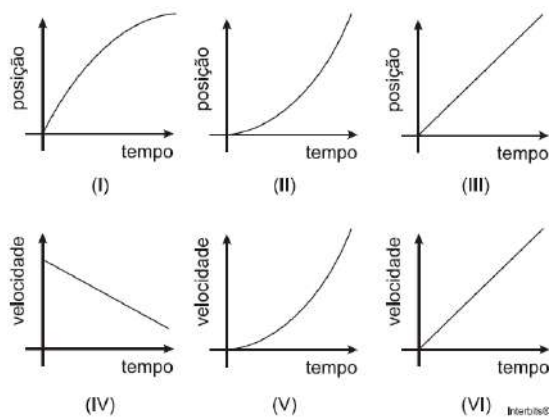 posição
tempo
(I)
posição
tempo
(II)
posição
tempo
(III)
velocidade
tempo
(IV)
velocidade
tempo
(V)
velocidade
tempo
(VI)
Interbits®